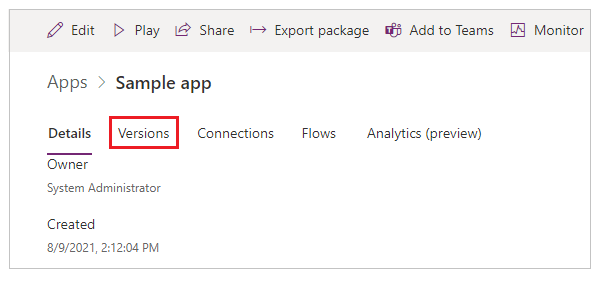 Edit Play Share Export package Add to Teams Monitor
Apps > Sample app
Details Versions Connections Flows Analytics (preview)
Owner
System Administrator
Created
8/9/2021, 2:12:04 PM